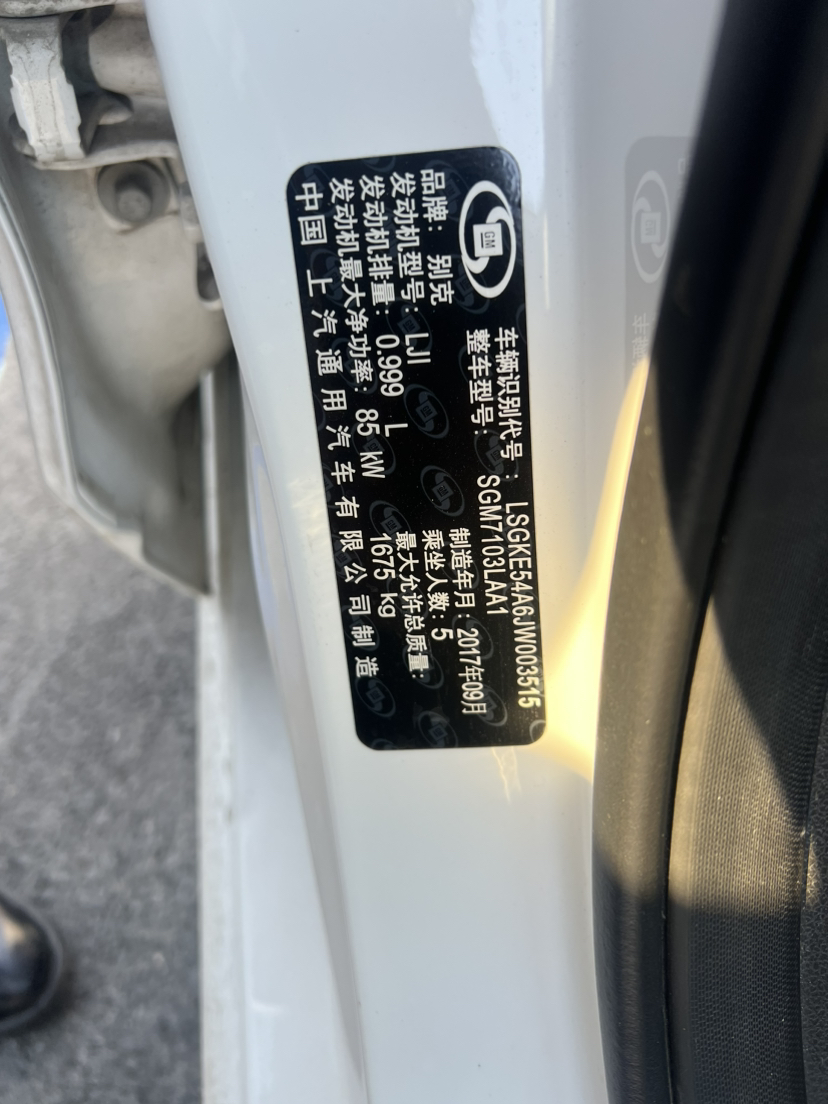 GM
车辆识别代号：LSGKE54A6JW003515
整车型号：SGM7103LAA1
品牌：别克
制造年月 2017年09月
发动机型号：LJI
乘坐人数：5
发动机排量：0.999 L
最大允许总质量：
发动机最大净功率：85 kW
1675 kg
中国 上汽通用汽车有限公司制造